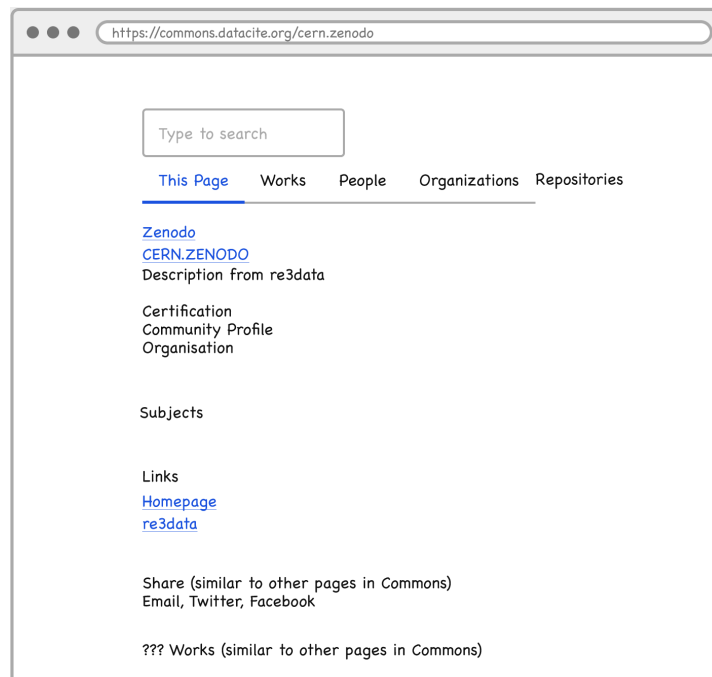 https://commons.datacite.org/cern.zenodo
Type to search
This Page Works People Organizations Repositories
Zenodo
CERN.ZENODO
Description from re3data
Certification
Community Profile
Organisation
Subjects
Links
Homepage
re3data
Share (similar to other pages in Commons)
Email, Twitter, Facebook
??? Works (similar to other pages in Commons)